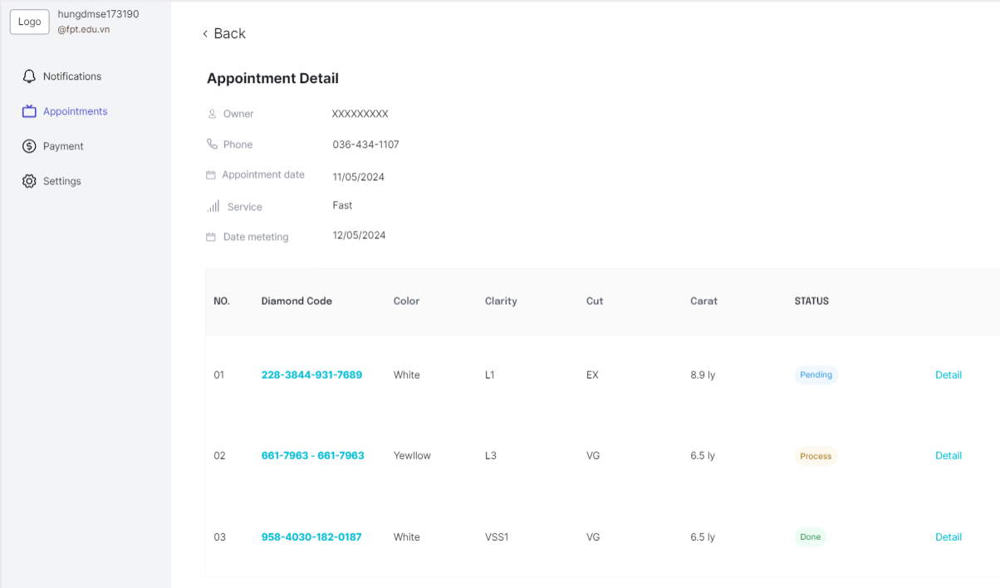 Logo
hungdmse173190
@fpt.edu.vn
Notifications
Appointments
Payment
Settings
Back
Appointment Detail
Owner XXXXXXXXX
Phone 036-434-1107
Appointment date 11/05/2024
Service Fast
Date meteting 12/05/2024
NO. Diamond Code Color Clarity Cut Carat STATUS
01 228-3844-931-7689 White L1 EX 8.9 ly Pending Detail
02 661-7963 - 661-7963 Yewllow L3 VG 6.5 ly Process Detail
03 958-4030-182-0187 White VSS1 VG 6.5 ly Done Detail